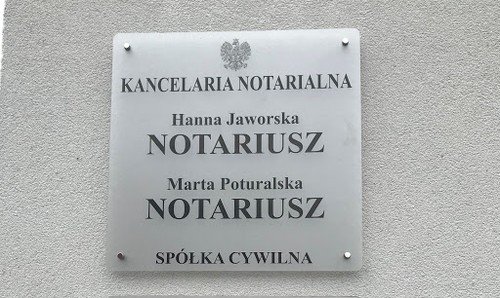 KANCELARIA NOTARIALNA
Hanna Jaworska
NOTARIUSZ
Marta Poturalska
NOTARIUSZ
SPÓŁKA CYWILNA